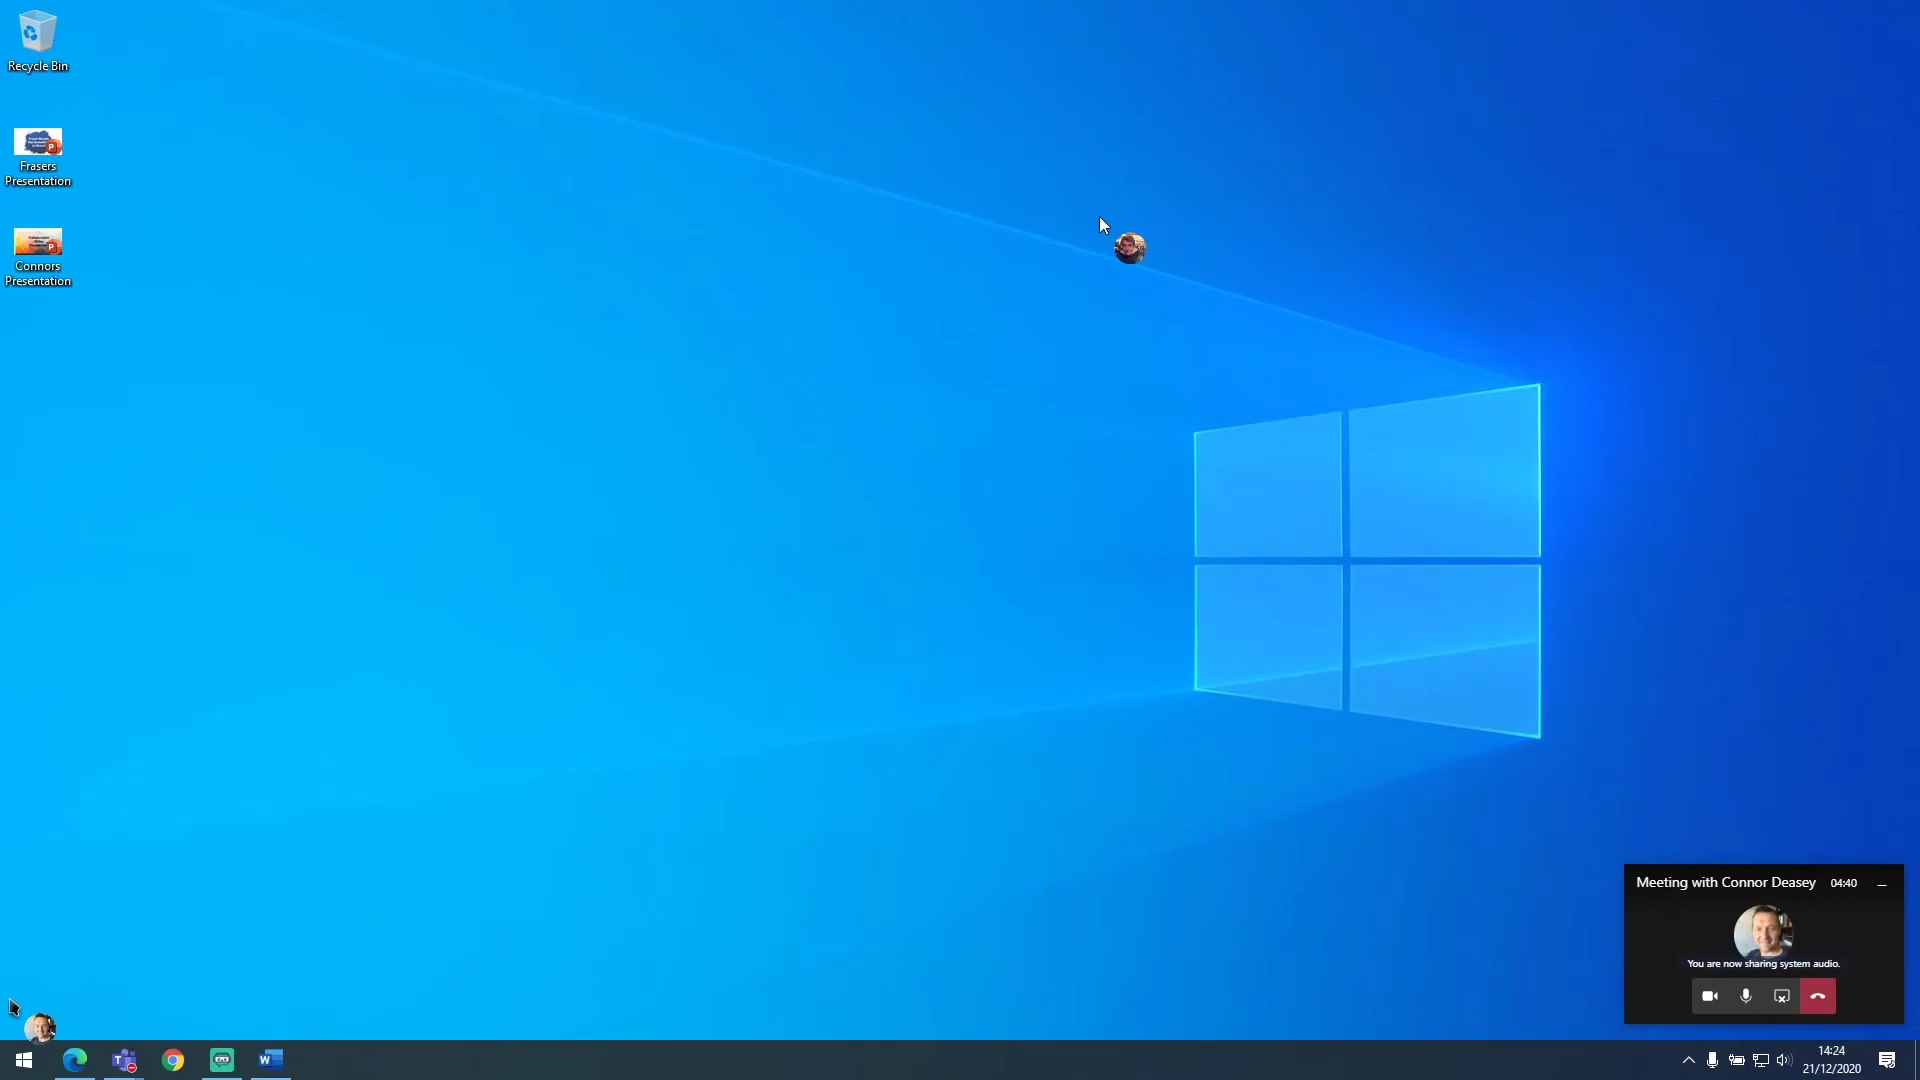 Recycle Bin
Frasers
Presentation
Connors
Presentation
Meeting with Connor Deasey 04:40
You are now sharing system audio.
14:24
21/12/2020